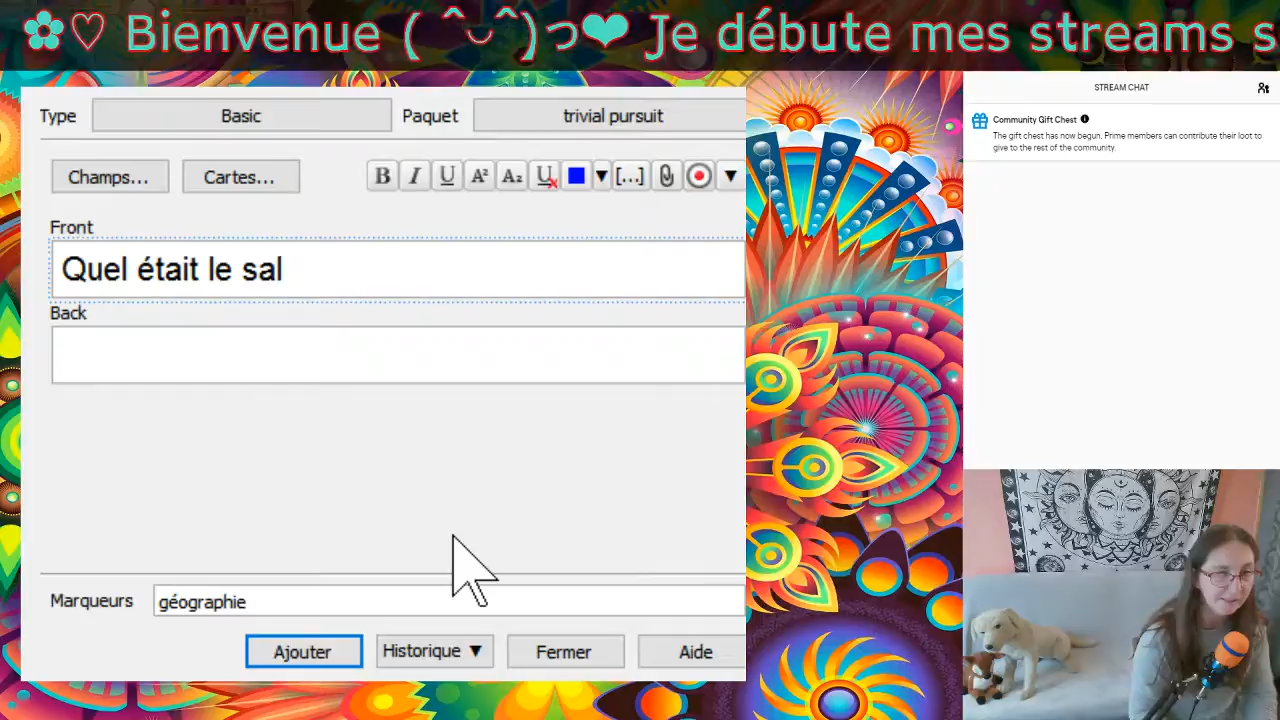 ✿♡ Bienvenue ( ˆ◡ˆ)っ❤ Je débute mes streams s
Type Basic Paquet trivial pursuit
Champs... Cartes... B I U A² A₂ U [...]
Front
Quel était le sal
Back
Marqueurs géographie
Ajouter Historique ▼ Fermer Aide
STREAM CHAT
Community Gift Chest
The gift chest has now begun. Prime members can contribute their loot to
give to the rest of the community.